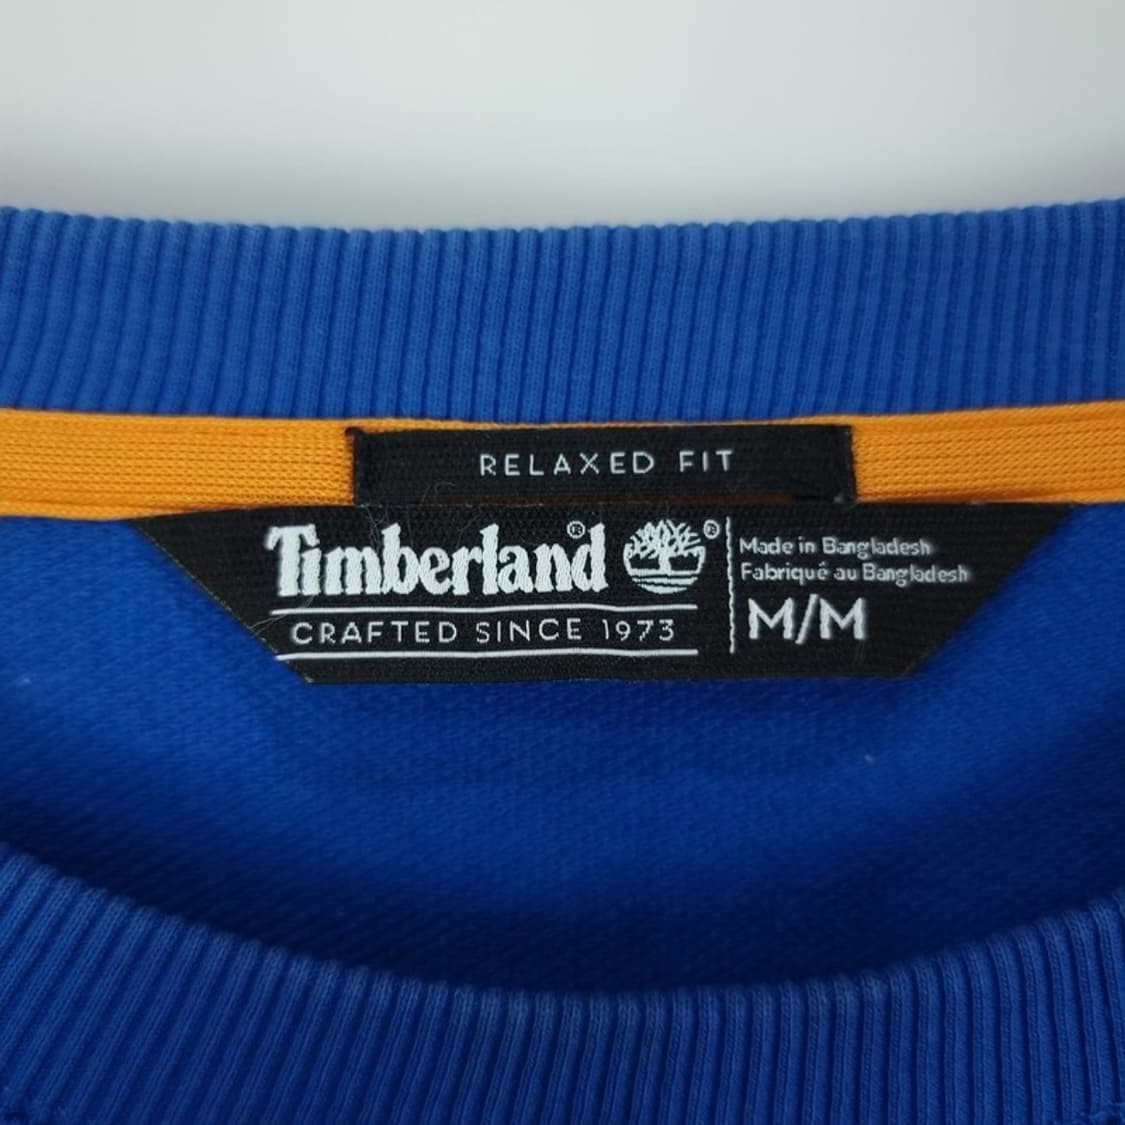 RELAXED FIT
Timberland®
®
CRAFTED SINCE 1973
Made in Bangladesh
Fabriqué au Bangladesh
M/M